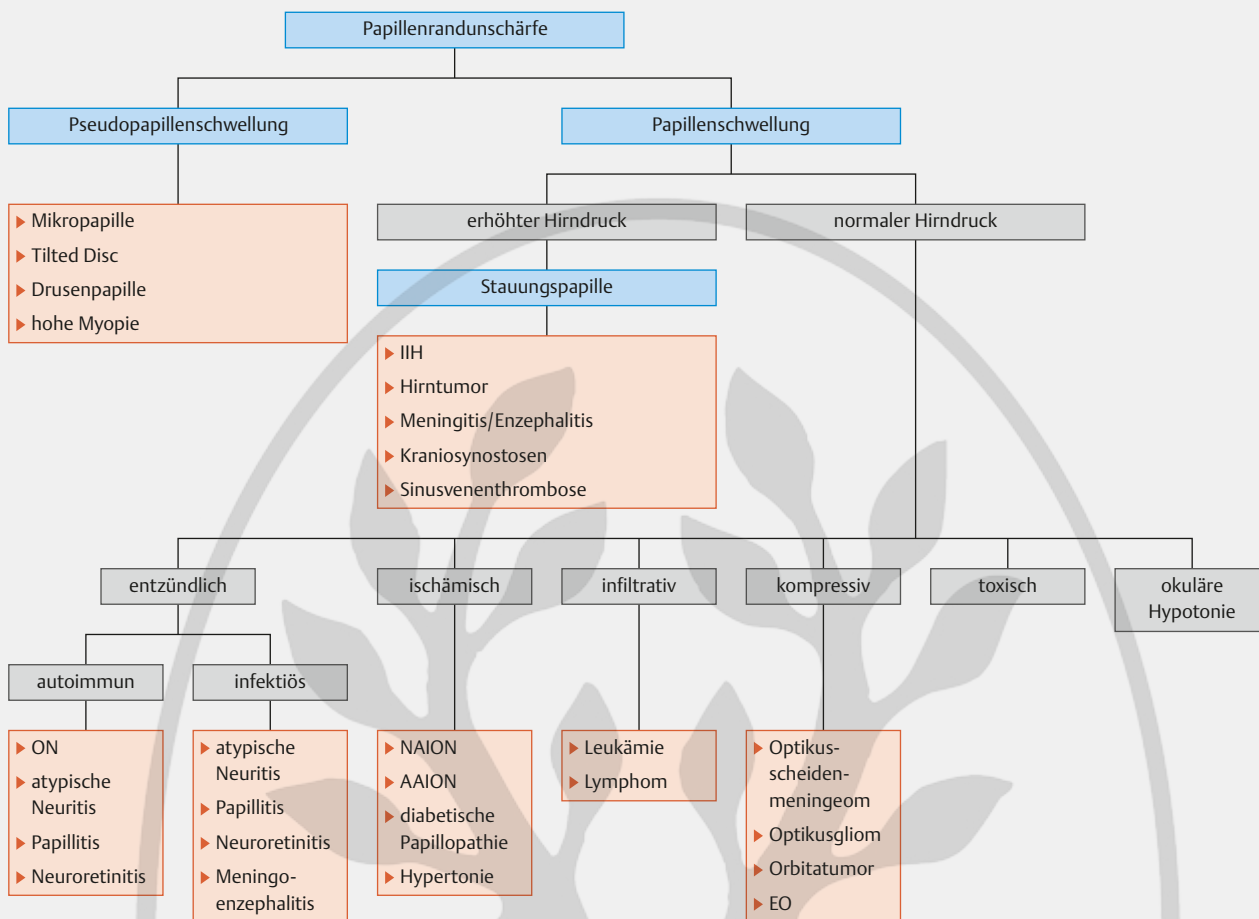 Papillenrandunschärfe
Pseudopapillenschwellung
Papillenschwellung
Mikropapille
Tilted Disc
Drusenpapille
hohe Myopie
erhöhter Hirndruck
normaler Hirndruck
Stauungspapille
IIH
Hirntumor
Meningitis/Enzephalitis
Kraniosynostosen
Sinusvenenthrombose
entzündlich
ischämisch
infiltrativ
kompressiv
toxisch
okuläre
Hypotonie
autoimmun
infektiös
ON
atypische
Neuritis
Papillitis
Neuroretinitis
atypische
Neuritis
Papillitis
Neuroretinitis
Meningo-
enzephalitis
NAION
AAION
diabetische
Papillopathie
Hypertonie
Leukämie
Lymphom
Optikus-
scheiden-
meningeom
Optikusgliom
Orbitatumor
EO